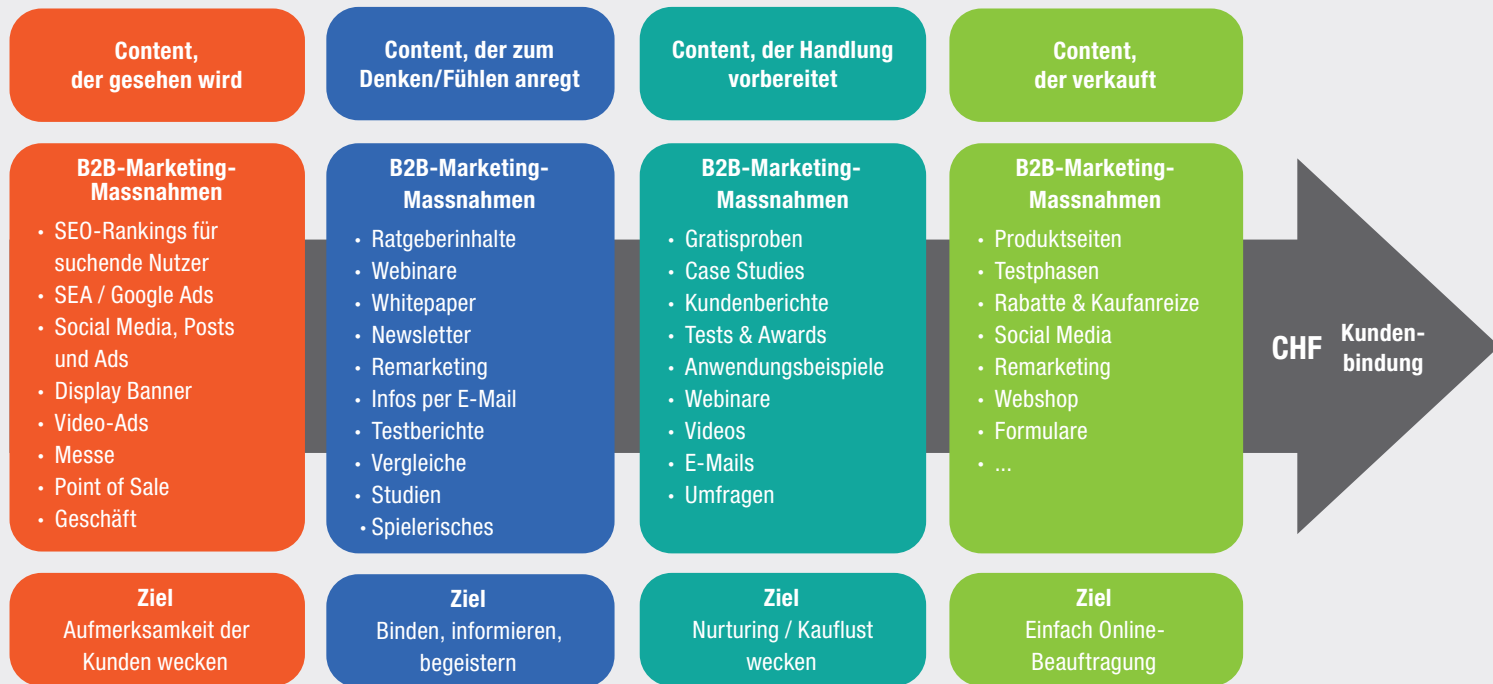 Content,
der gesehen wird
Content, der zum
Denken/Fühlen anregt
Content, der Handlung
vorbereitet
Content,
der verkauft
B2B-Marketing-
Massnahmen
• SEO-Rankings für
suchende Nutzer
• SEA / Google Ads
• Social Media, Posts
und Ads
• Display Banner
• Video-Ads
• Messe
• Point of Sale
• Geschäft
B2B-Marketing-
Massnahmen
• Ratgeberinhalte
• Webinare
• Whitepaper
• Newsletter
• Remarketing
• Infos per E-Mail
• Testberichte
• Vergleiche
• Studien
• Spielerisches
B2B-Marketing-
Massnahmen
• Gratisproben
• Case Studies
• Kundenberichte
• Tests & Awards
• Anwendungsbeispiele
• Webinare
• Videos
• E-Mails
• Umfragen
B2B-Marketing-
Massnahmen
• Produktseiten
• Testphasen
• Rabatte & Kaufanreize
• Social Media
• Remarketing
• Webshop
• Formulare
• ...
CHF
Kunden-
bindung
Ziel
Aufmerksamkeit der
Kunden wecken
Ziel
Binden, informieren,
begeistern
Ziel
Nurturing / Kauflust
wecken
Ziel
Einfach Online-
Beauftragung